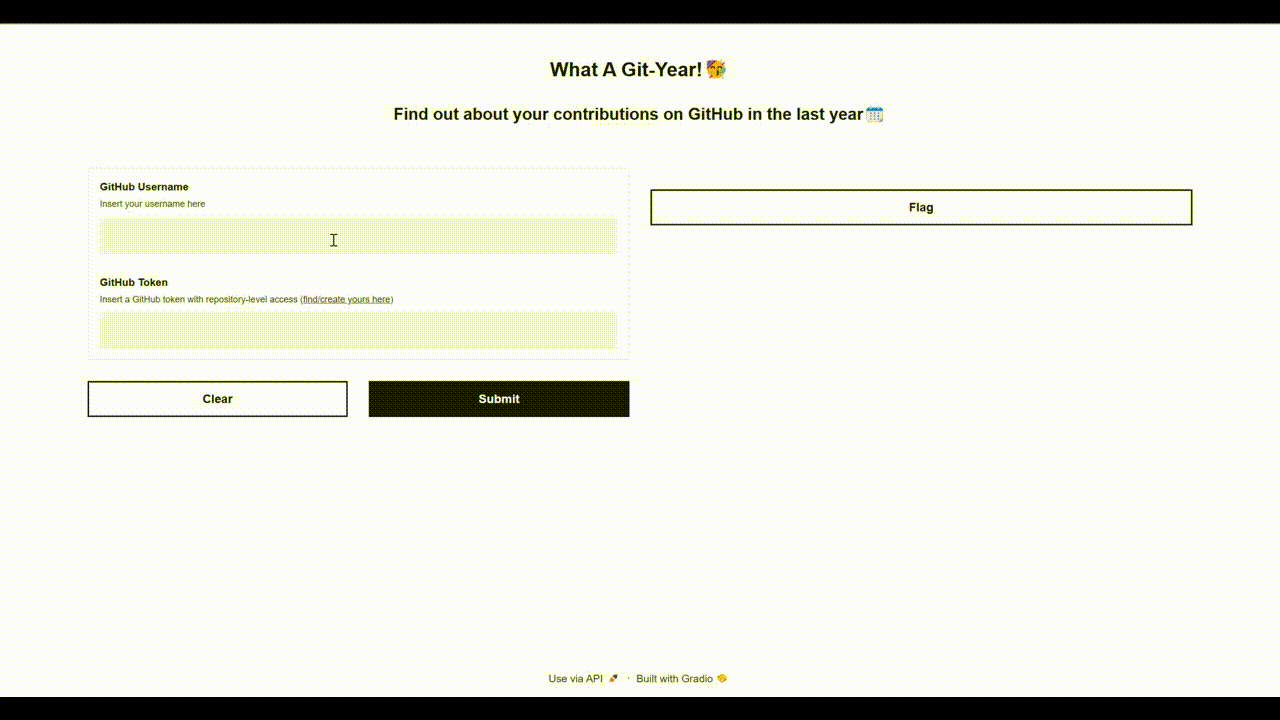 What A Git-Year! 🥳
Find out about your contributions on GitHub in the last year 🗓️
GitHub Username
Insert your username here
GitHub Token
Insert a GitHub token with repository-level access (find/create yours here)
Clear
Submit
Flag
Use via API 🚀 · Built with Gradio